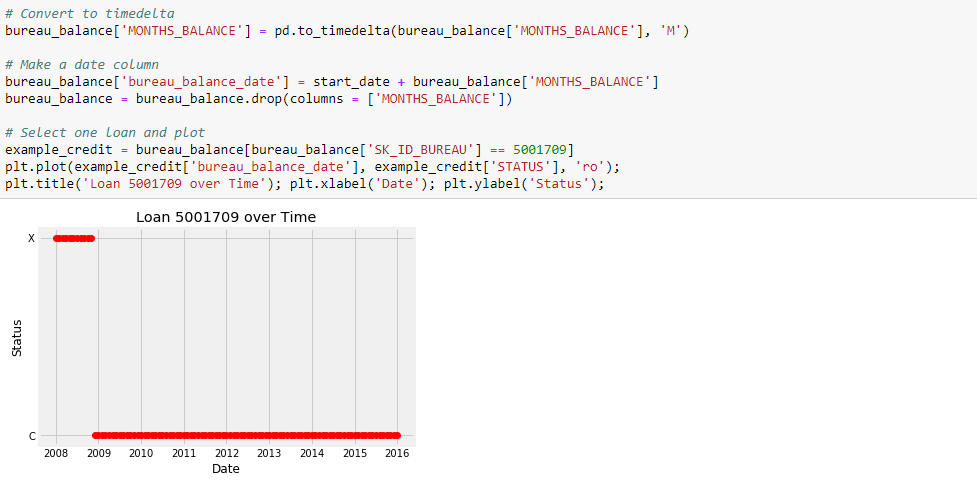 # Convert to timedelta
bureau_balance['MONTHS_BALANCE'] = pd.to_timedelta(bureau_balance['MONTHS_BALANCE'], 'M')
# Make a date column
bureau_balance['bureau_balance_date'] = start_date + bureau_balance['MONTHS_BALANCE']
bureau_balance = bureau_balance.drop(columns = ['MONTHS_BALANCE'])
# Select one loan and plot
example_credit = bureau_balance[bureau_balance['SK_ID_BUREAU'] == 5001709]
plt.plot(example_credit['bureau_balance_date'], example_credit['STATUS'], 'ro');
plt.title('Loan 5001709 over Time'); plt.xlabel('Date'); plt.ylabel('Status');
Loan 5001709 over Time
X
Status
C
2008 2009 2010 2011 2012 2013 2014 2015 2016
Date